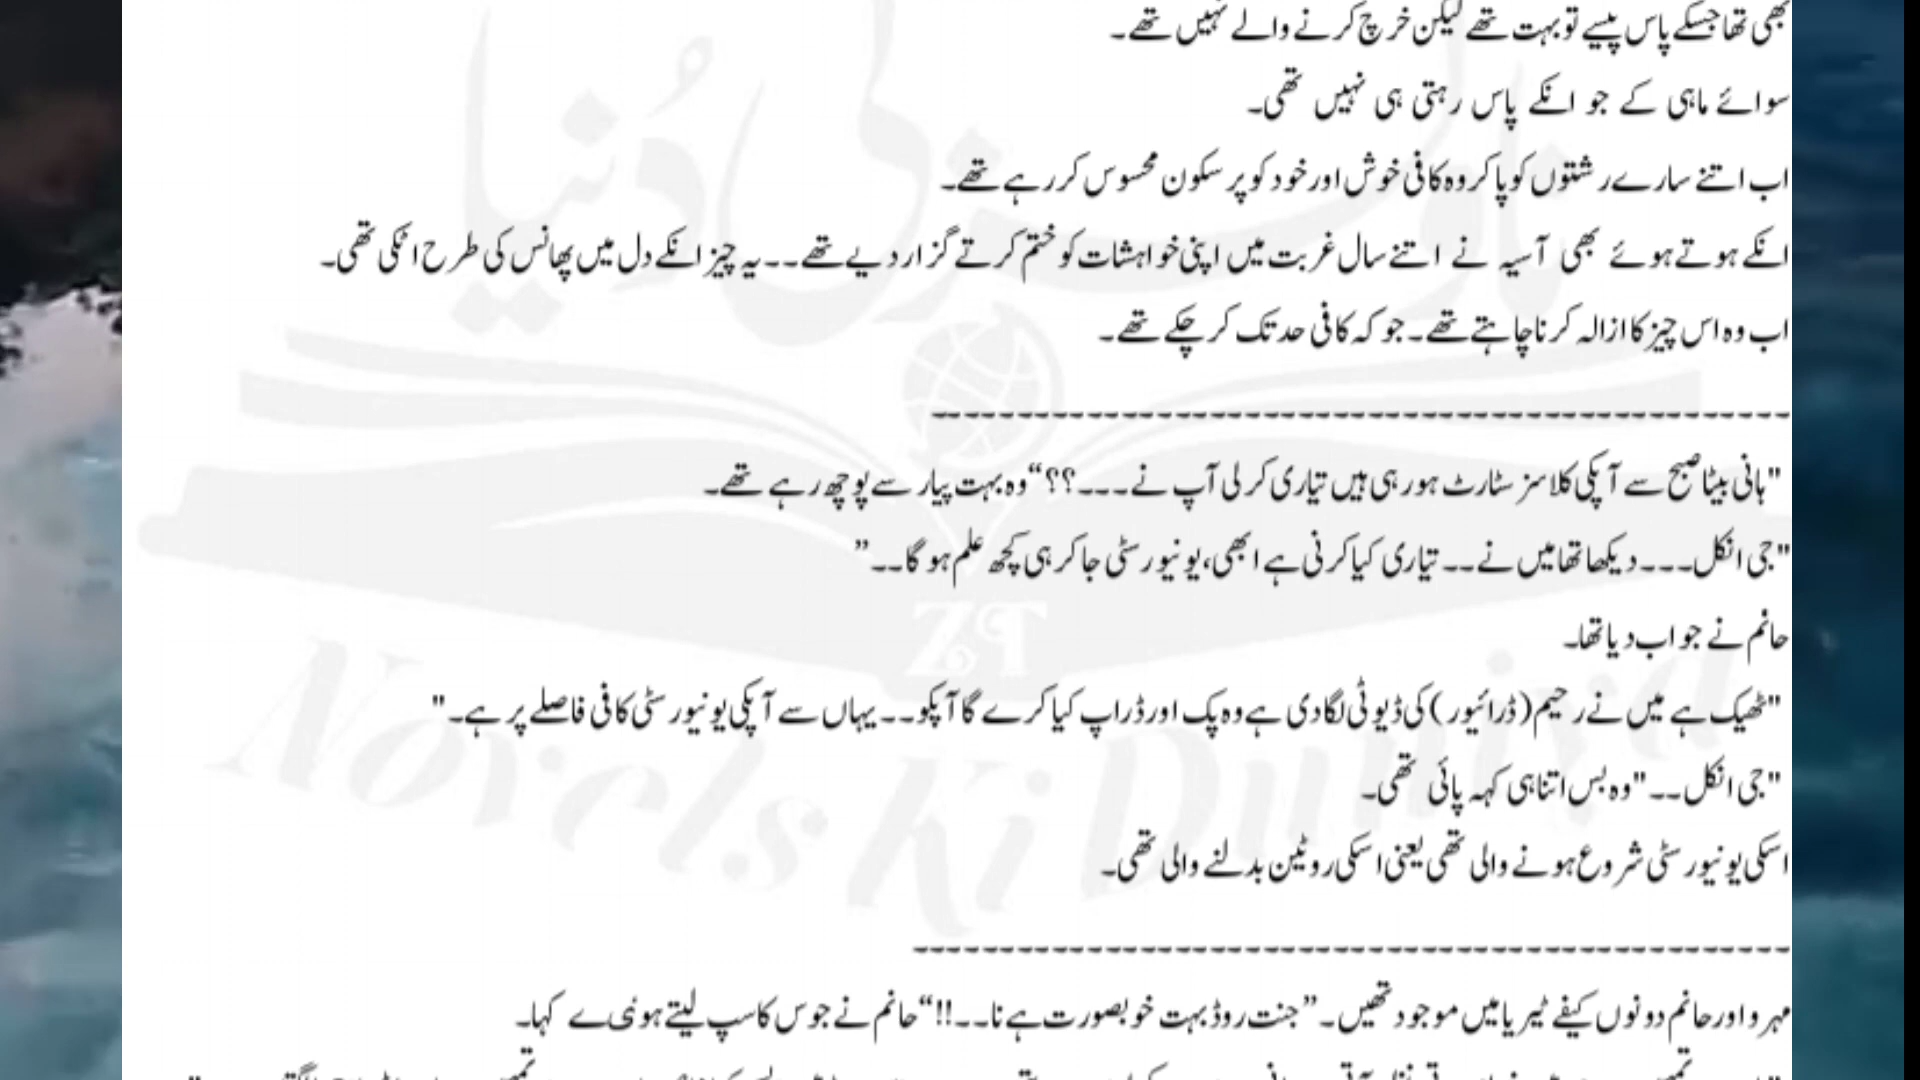 بھی تھا جسکے پاس پیسے تو بہت تھے لیکن خرچ کرنے والے نہیں تھے۔
سوائے ماہی کے جو انکے پاس رہتی ہی نہیں تھی۔
اب اتنے سارے رشتوں کو پا کر وہ کافی خوش اور خود کو پرسکون محسوس کر رہے تھے۔
انکے ہوتے ہوئے بھی آسیہ نے اتنے سال غربت میں اپنی خواہشات کو ختم کرتے گزار دیے تھے۔۔یہ چیز انکے دل میں پھانس کی طرح اٹکی تھی۔
اب وہ اس چیز کا ازالہ کرنا چاہتے تھے۔ جو کہ کافی حد تک کر چکے تھے۔
"ہانی بیٹا صبح سے آپکی کلاسز سٹارٹ ہو رہی ہیں تیاری کر لی آپ نے۔۔۔؟؟“ وہ بہت پیار سے پوچھ رہے تھے۔
"جی انکل۔۔۔ دیکھا تھا میں نے۔۔ تیاری کیا کرنی ہے ابھی، یونیورسٹی جا کر ہی کچھ علم ہوگا۔۔”
حانم نے جواب دیا تھا۔
"ٹھیک ہے میں نے رحیم (ڈرائیور) کی ڈیوٹی لگا دی ہے وہ پک اور ڈراپ کیا کرے گا آپکو۔۔ یہاں سے آپکی یونیورسٹی کافی فاصلے پر ہے۔"
"جی انکل۔۔" وہ بس اتنا ہی کہہ پائی تھی۔
اسکی یونیورسٹی شروع ہونے والی تھی یعنی اسکی روٹین بدلنے والی تھی۔
مہرو اور حانم دونوں کیفے ٹیریا میں موجود تھیں۔ ”جنت روڈ بہت خوبصورت ہے نا۔۔!!“ حانم نے جوس کا سپ لیتے ہوئے کہا۔
ناولز کی دُنیا
ZT
Novels Ki Duniya